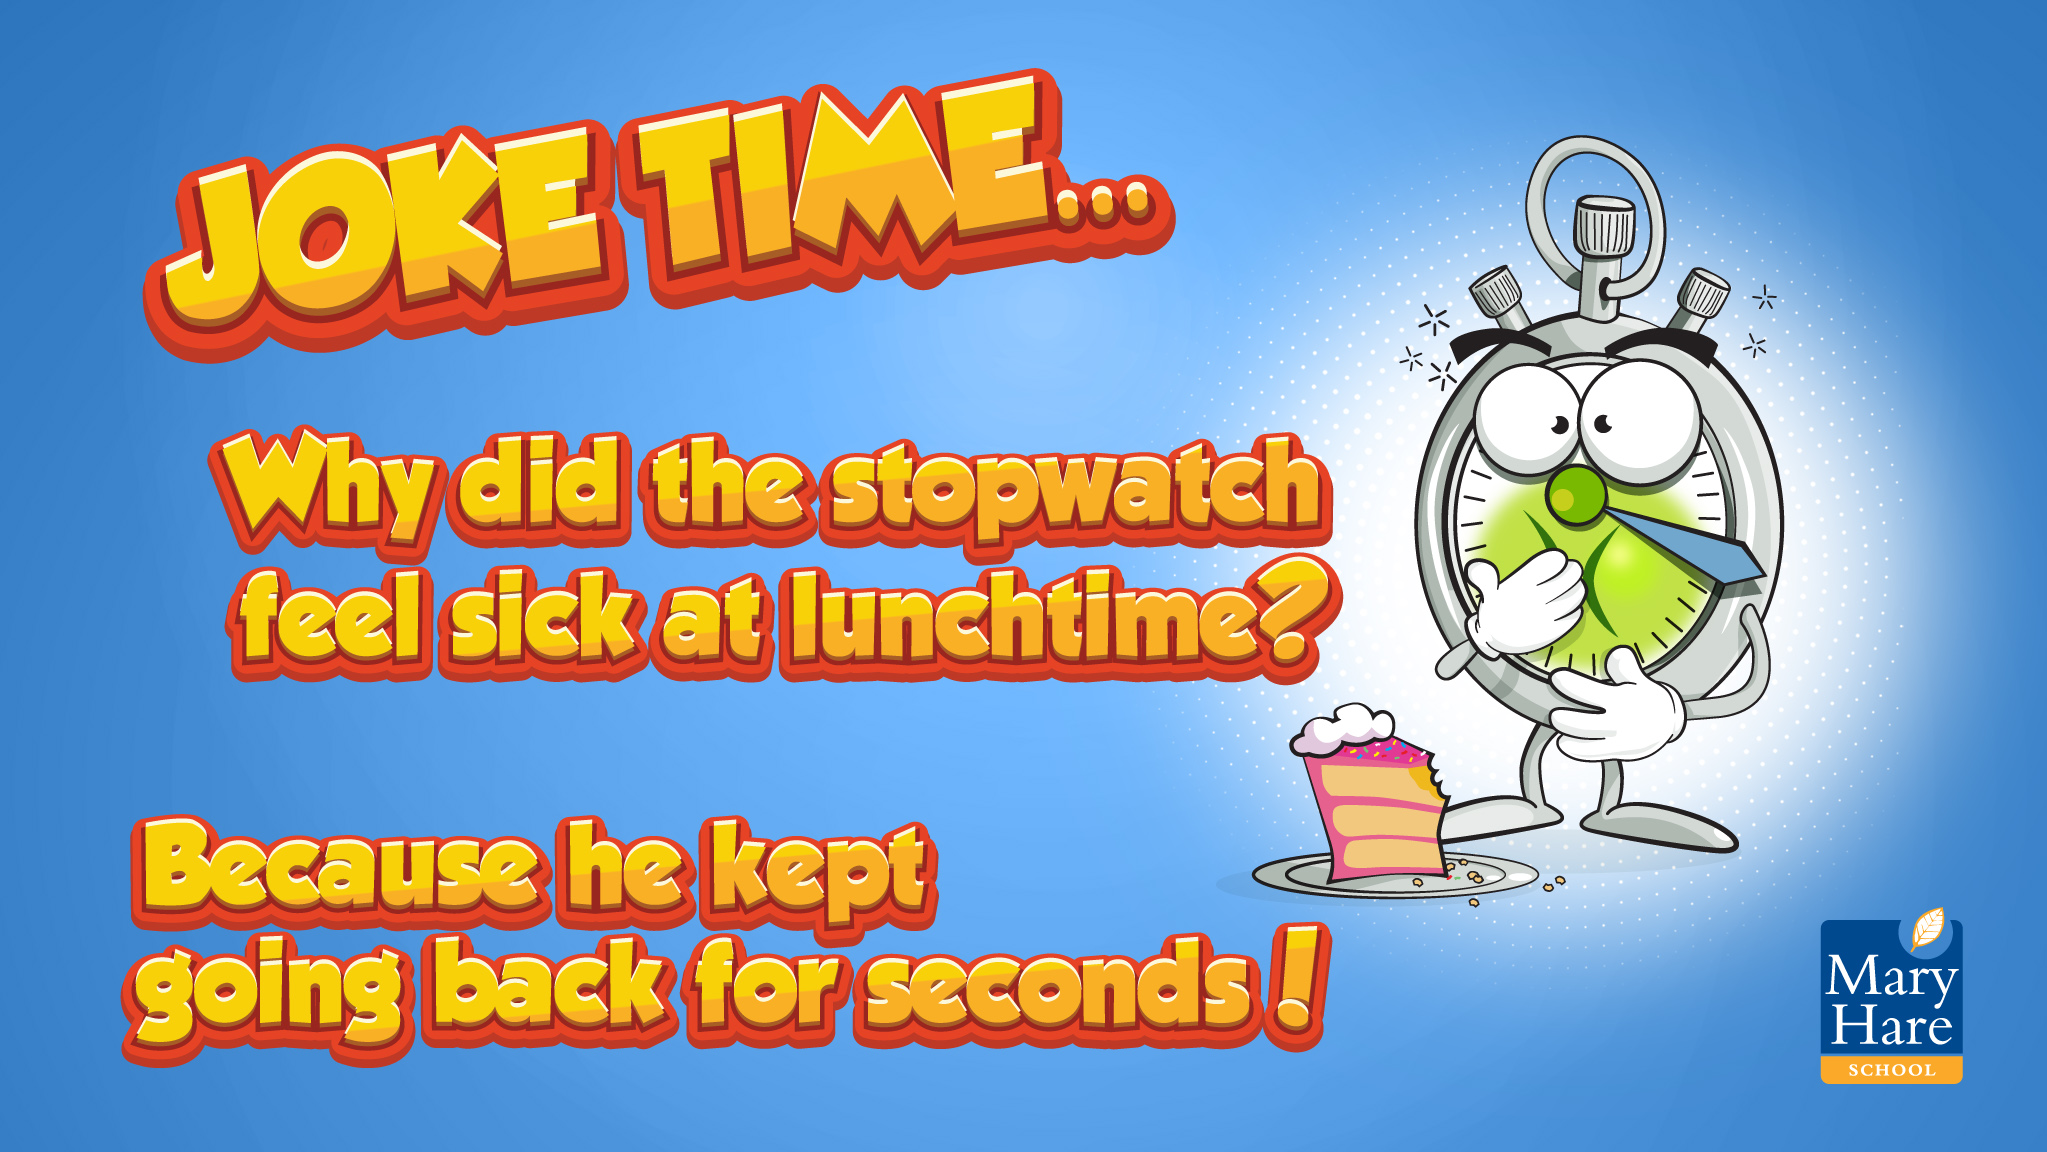 JOKE TIME...
Why did the stopwatch
feel sick at lunchtime?
Because he kept
going back for seconds!
Mary
Hare
SCHOOL